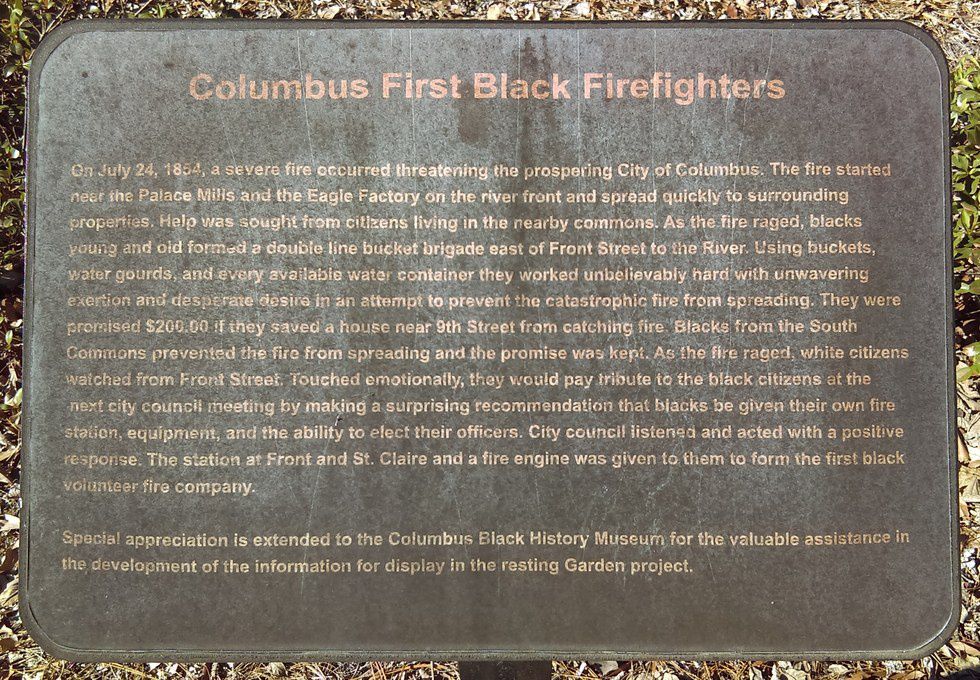 Columbus First Black Firefighters
On July 24, 1854, a severe fire occurred threatening the prospering City of Columbus. The fire started
near the Palace Mills and the Eagle Factory on the river front and spread quickly to surrounding
properties. Help was sought from citizens living in the nearby commons. As the fire raged, blacks
young and old formed a double line bucket brigade east of Front Street to the River. Using buckets,
water gourds, and every available water container they worked unbelievably hard with unwavering
exertion and desperate desire in an attempt to prevent the catastrophic fire from spreading. They were
promised $200.00 if they saved a house near 9th Street from catching fire. Blacks from the South
Commons prevented the fire from spreading and the promise was kept. As the fire raged, white citizens
watched from Front Street. Touched emotionally, they would pay tribute to the black citizens at the
next city council meeting by making a surprising recommendation that blacks be given their own fire
station, equipment, and the ability to elect their officers. City council listened and acted with a positive
response. The station at Front and St. Claire and a fire engine was given to them to form the first black
volunteer fire company.
Special appreciation is extended to the Columbus Black History Museum for the valuable assistance in
the development of the information for display in the resting Garden project.